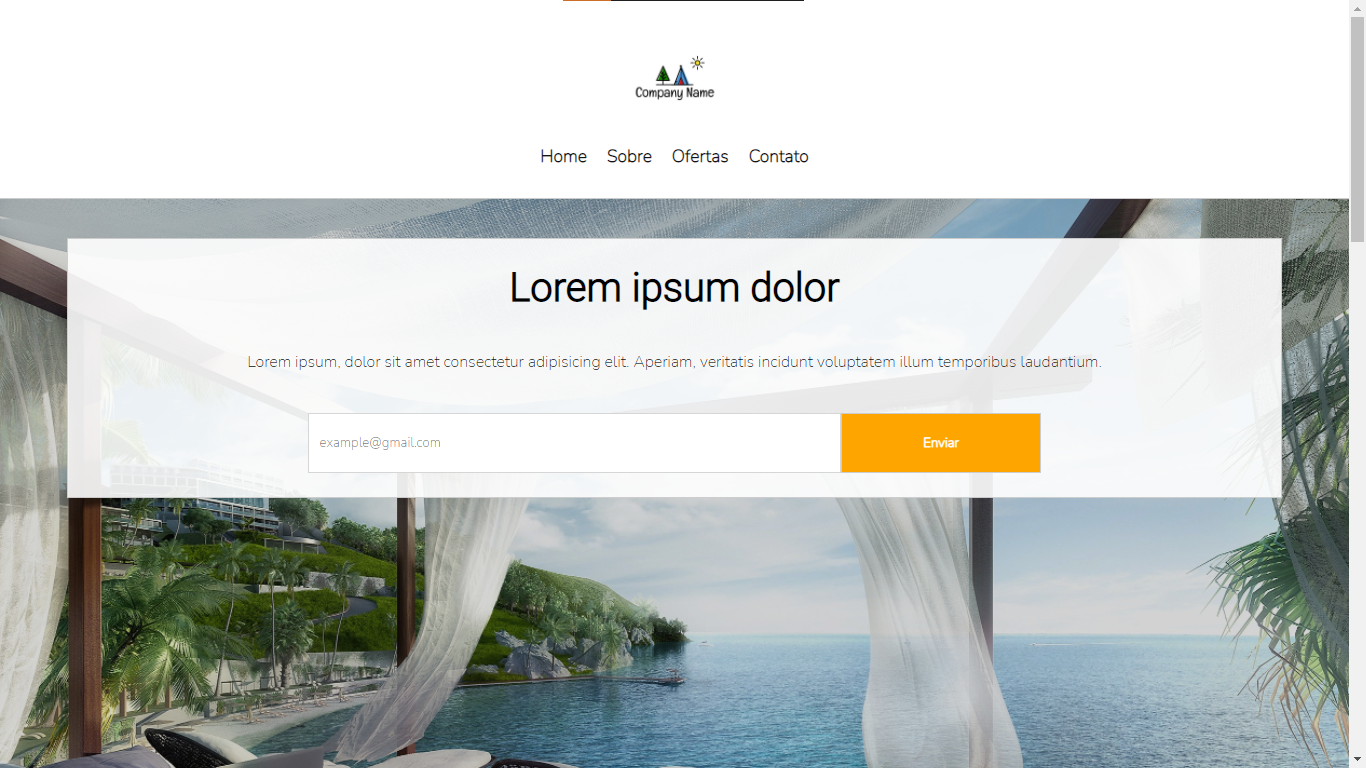 Company Name
Home Sobre Ofertas Contato
Lorem ipsum dolor
Lorem ipsum, dolor sit amet consectetur adipisicing elit. Aperiam, veritatis incidunt voluptatem illum temporibus laudantium.
example@gmail.com Enviar